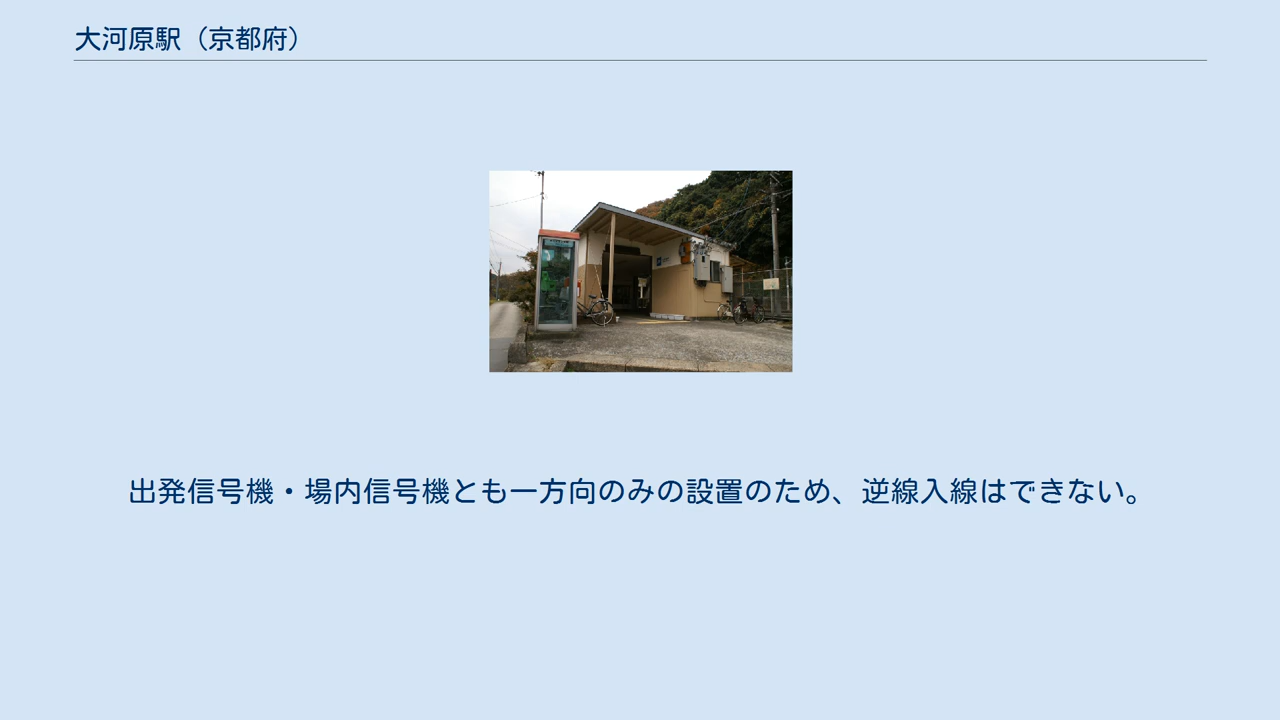 大河原駅（京都府）
出発信号機・場内信号機とも一方向のみの設置のため、逆線入線はできない。